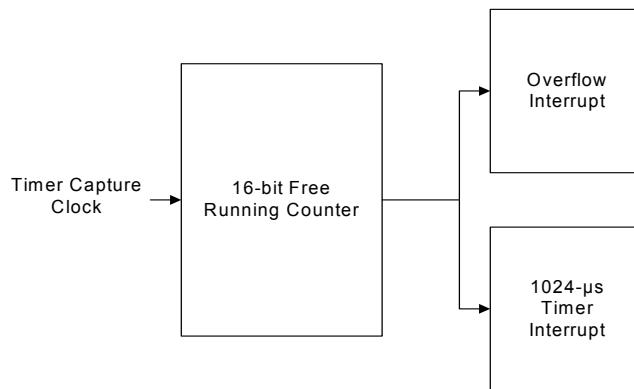 Overflow
Interrupt
Timer Capture
Clock
16-bit Free
Running Counter
1024-µs
Timer
Interrupt